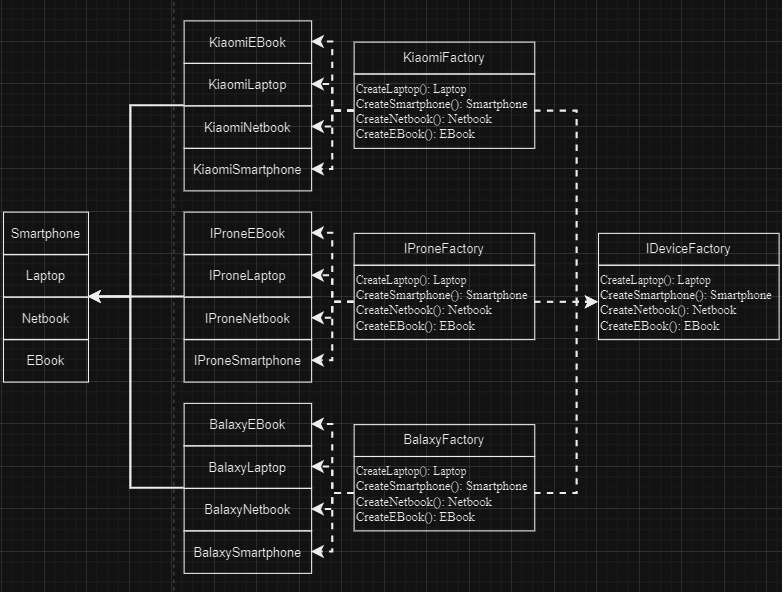 KiaomiEBook
KiaomiLaptop
KiaomiNetbook
KiaomiSmartphone
KiaomiFactory
CreateLaptop(): Laptop
CreateSmartphone(): Smartphone
CreateNetbook(): Netbook
CreateEBook(): EBook
Smartphone
Laptop
Netbook
EBook
IProneEBook
IProneLaptop
IProneNetbook
IProneSmartphone
IProneFactory
CreateLaptop(): Laptop
CreateSmartphone(): Smartphone
CreateNetbook(): Netbook
CreateEBook(): EBook
IDeviceFactory
CreateLaptop(): Laptop
CreateSmartphone(): Smartphone
CreateNetbook(): Netbook
CreateEBook(): EBook
BalaxyEBook
BalaxyLaptop
BalaxyNetbook
BalaxySmartphone
BalaxyFactory
CreateLaptop(): Laptop
CreateSmartphone(): Smartphone
CreateNetbook(): Netbook
CreateEBook(): EBook